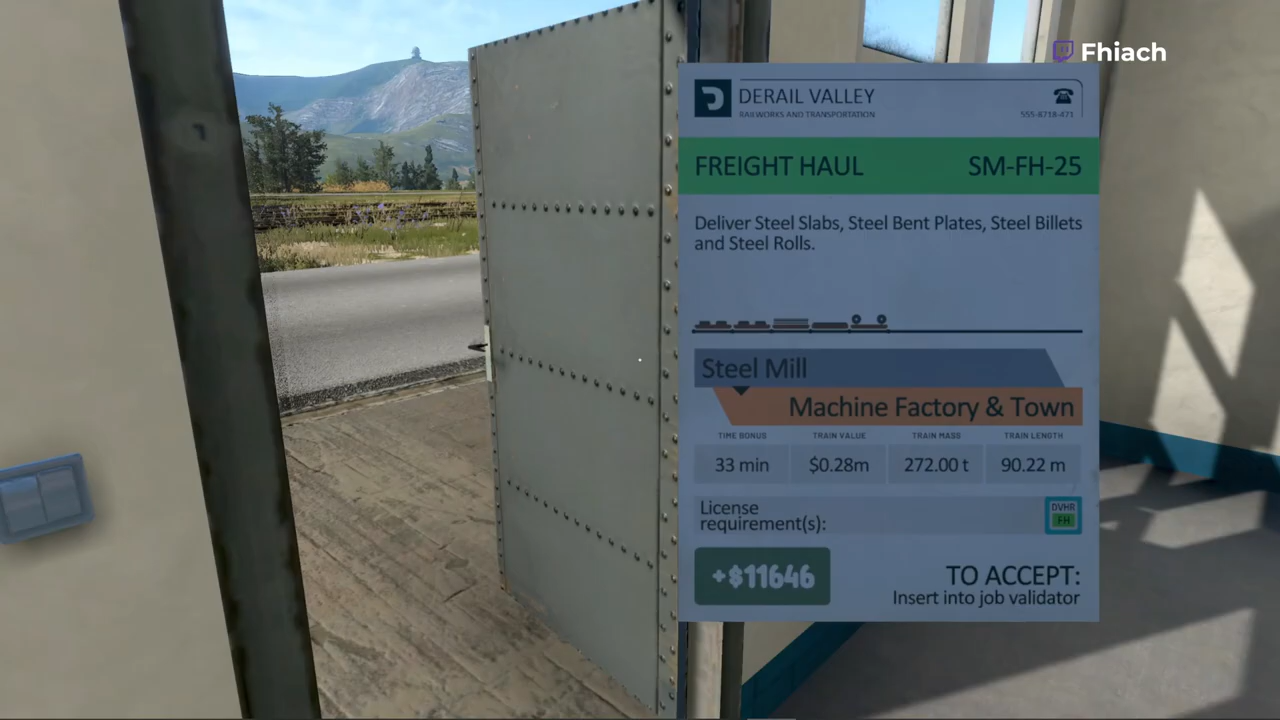 Fhiach
DERAIL VALLEY
RAILWORKS AND TRANSPORTATION
555-8718-471
FREIGHT HAUL SM-FH-25
Deliver Steel Slabs, Steel Bent Plates, Steel Billets
and Steel Rolls.
Steel Mill
Machine Factory & Town
TIME BONUS TRAIN VALUE TRAIN MASS TRAIN LENGTH
33 min $0.28m 272.00 t 90.22 m
License
requirement(s):
DVHR
FH
+$11646
TO ACCEPT:
Insert into job validator